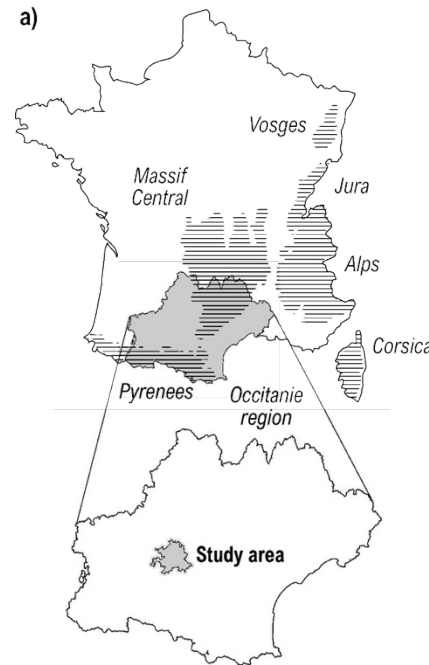 a)
Vosges
Massif
Central
Jura
Alps
Corsica
Pyrenees
Occitanie
region
Study area